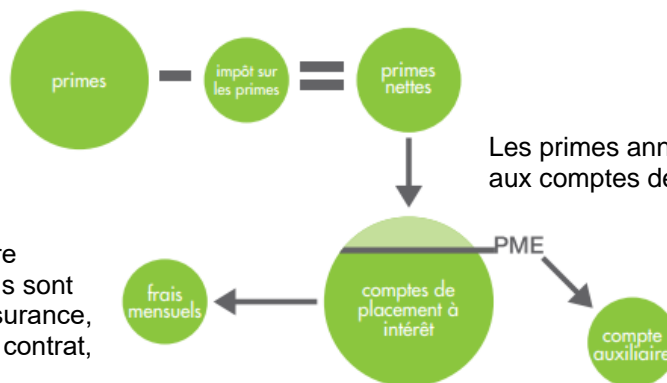 primes
impôt sur
les primes
primes
nettes
Les primes ann
aux comptes de
re
s sont
surance,
contrat,
frais
mensuels
comptes de
placement à
intérêt
PME
compte
auxiliaire